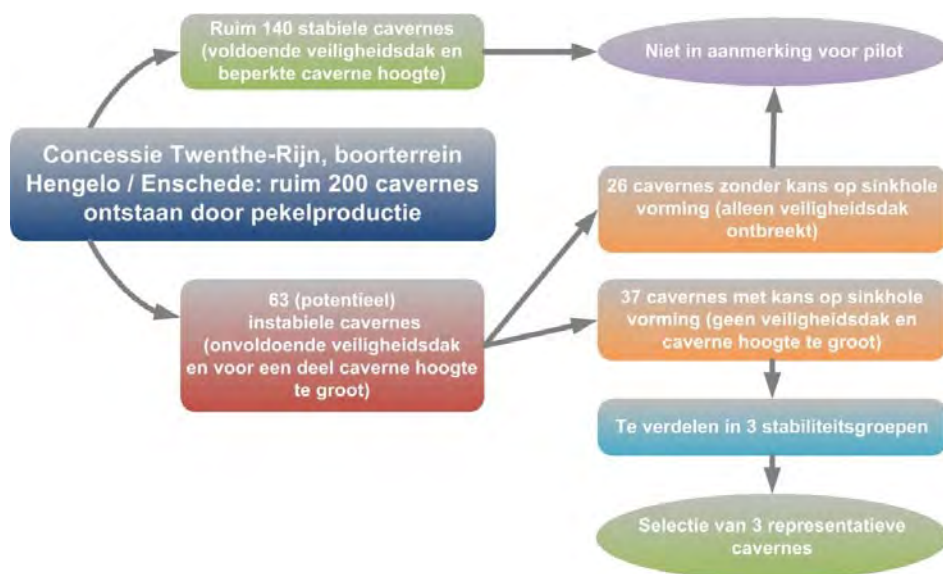 Ruim 140 stabiele cavernes
(voldoende veiligheidsdak en
beperkte caverne hoogte)
Niet in aanmerking voor pilot
Concessie Twenthe-Rijn, boorterrein
Hengelo / Enschede: ruim 200 cavernes
ontstaan door pekelproductie
26 cavernes zonder kans op sinkhole
vorming (alleen veiligheidsdak
ontbreekt)
63 (potentieel)
instabiele cavernes
(onvoldoende veiligheidsdak
en voor een deel caverne hoogte
te groot)
37 cavernes met kans op sinkhole
vorming (geen veiligheidsdak en
caverne hoogte te groot)
Te verdelen in 3 stabiliteitsgroepen
Selectie van 3 representatieve
cavernes